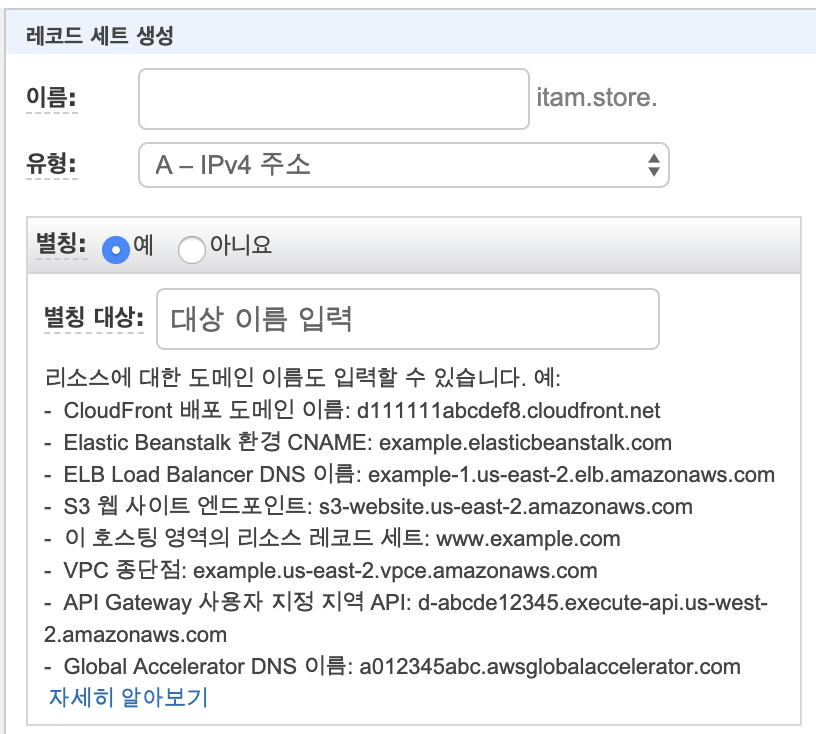 레코드 세트 생성
이름: itam.store.
유형: A – IPv4 주소
별칭: 예 아니요
별칭 대상: 대상 이름 입력
리소스에 대한 도메인 이름도 입력할 수 있습니다. 예:
- CloudFront 배포 도메인 이름: d111111abcdef8.cloudfront.net
- Elastic Beanstalk 환경 CNAME: example.elasticbeanstalk.com
- ELB Load Balancer DNS 이름: example-1.us-east-2.elb.amazonaws.com
- S3 웹 사이트 엔드포인트: s3-website.us-east-2.amazonaws.com
- 이 호스팅 영역의 리소스 레코드 세트: www.example.com
- VPC 종단점: example.us-east-2.vpce.amazonaws.com
- API Gateway 사용자 지정 지역 API: d-abcde12345.execute-api.us-west-
2.amazonaws.com
- Global Accelerator DNS 이름: a012345abc.awsglobalaccelerator.com
자세히 알아보기